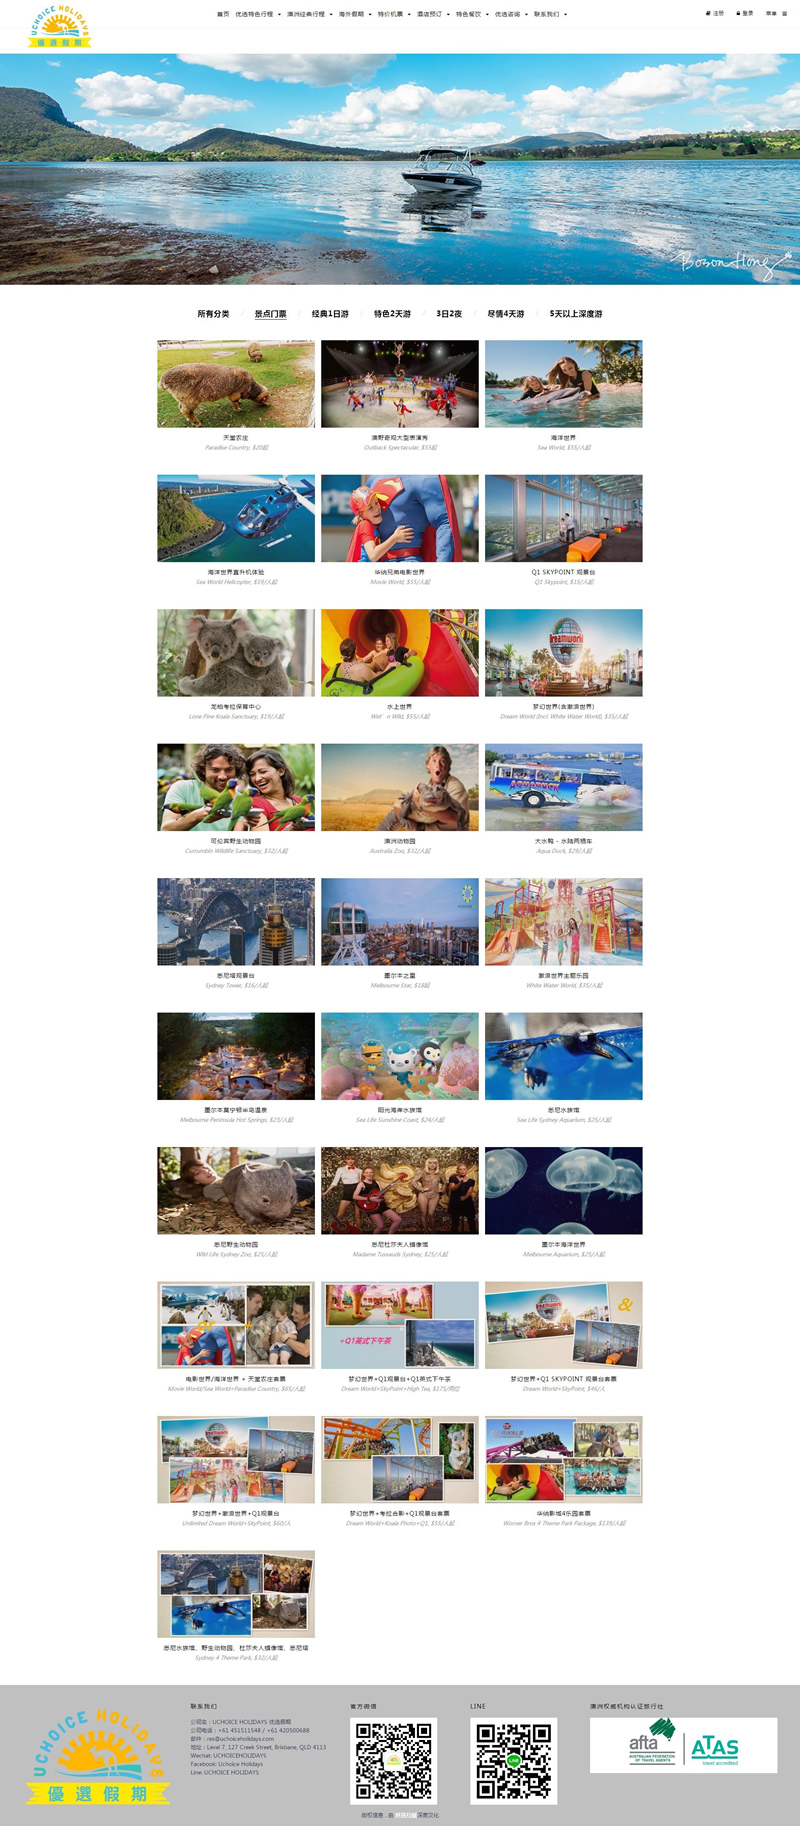 UCHOICE HOLIDAYS
優選假期
首页 优选特色行程 澳洲经典行程 海外假期 特价机票 酒店预订 特色餐饮 优选咨询 联系我们
注册 登录 菜单
Boson Hong
所有分类 / 景点门票 / 经典1日游 / 特色2天游 / 3日2夜 / 尽情4天游 / 5天以上深度游
天堂农庄
Paradise Country, $20起
澳野奇观大型表演秀
Outback Spectacular, $55起
海洋世界
Sea World, $55/人起
海洋世界直升机体验
Sea World Helicopter, $59/人起
华纳兄弟电影世界
Movie World, $55/人起
Q1 SKYPOINT 观景台
Q1 Skypoint, $15/人起
龙柏考拉保育中心
Lone Pine Koala Sanctuary, $19/人起
水上世界
Wet'n Wild, $55/人起
Dreamworld
梦幻世界(含激浪世界)
Dream World (Incl. White Water World), $35/人起
可伦宾野生动物园
Currumbin Wildlife Sanctuary, $32/人起
澳洲动物园
Australia Zoo, $32/人起
AQUADUCK
大水鸭 - 水陆两栖车
Aqua Duck, $29/人起
悉尼塔观景台
Sydney Tower, $16/人起
墨尔本之星
Melbourne Star, $18起
激浪世界主题乐园
White Water World, $35/人起
墨尔本莫宁顿半岛温泉
Melbourne Peninsula Hot Springs, $23/人起
阳光海岸水族馆
Sea Life Sunshine Coast, $24/人起
悉尼水族馆
Sea Life Sydney Aquarium, $25/人起
悉尼野生动物园
Wild Life Sydney Zoo, $25/人起
悉尼杜莎夫人蜡像馆
Madame Tussauds Sydney, $25/人起
墨尔本海洋世界
Melbourne Aquarium, $25/人起
or +
电影世界/海洋世界 + 天堂农庄套票
Movie World/Sea World+Paradise Country, $65/人起
+Q1英式下午茶
梦幻世界+Q1观景台+Q1英式下午茶
Dream World+SkyPoint+High Tea, $175/两位
&
梦幻世界+Q1 SKYPOINT 观景台套票
Dream World+SkyPoint, $46/人
梦幻世界+激浪世界+Q1观景台
Unlimited Dream World+SkyPoint, $60/人
梦幻世界+考拉合影+Q1观景台套票
Dream World+Koala Photo+Q1, $55/人起
华纳影城4乐园套票
Worner Bros 4 Theme Park Package, $139/人起
悉尼水族馆、野生动物园、杜莎夫人蜡像馆、悉尼塔
Sydney 4 Theme Park, $32/人起
UCHOICE HOLIDAYS
優選假期
联系我们
公司名：UCHOICE HOLIDAYS 优选假期
公司电话：+61 451511548 / +61 420500688
邮件：res@uchoiceholidays.com
地址：Level 7, 127 Creek Street, Brisbane, QLD 4113
Wechat: UCHOICEHOLIDAYS
Facebook: Uchoice Holidays
Line: UCHOICE HOLIDAYS
官方微信
LINE
澳洲权威机构认证旅行社
afta
AUSTRALIAN FEDERATION
OF TRAVEL AGENTS
ATAS
travel accredited